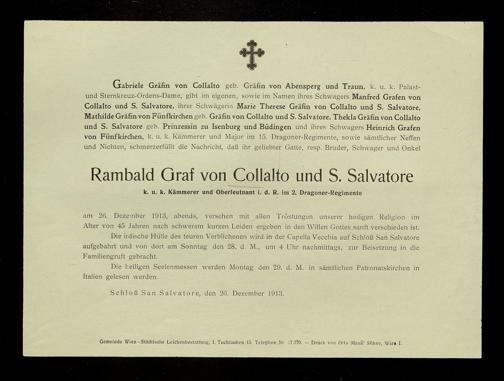 Gabriele Gräfin von Collalto geb. Gräfin von Abensperg und Traun, k. u. k. Palast-
und Sternkreuz-Ordens-Dame, gibt im eigenen, sowie im Namen ihres Schwagers Manfred Grafen von
Collalto und S. Salvatore, ihrer Schwägerin Marie Therese Gräfin von Collalto und S. Salvatore,
Mathilde Gräfin von Fünfkirchen geb. Gräfin von Collalto und S. Salvatore, Thekla Gräfin von Collalto
und S. Salvatore geb. Prinzessin zu Isenburg und Büdingen und ihres Schwagers Heinrich Grafen
von Fünfkirchen, k. u. k. Kämmerer und Major im 15. Dragoner-Regimente, sowie sämtlicher Neffen
und Nichten, schmerzerfüllt die Nachricht, daß ihr geliebter Gatte, resp. Bruder, Schwager und Onkel
Rambald Graf von Collalto und S. Salvatore
k. u. k. Kämmerer und Oberleutnant i. d. R. im 2. Dragoner-Regimente
am 26. Dezember 1913, abends, versehen mit allen Tröstungen unserer heiligen Religion im
Alter von 45 Jahren nach schwerem kurzen Leiden ergeben in den Willen Gottes sanft verschieden ist.
Die irdische Hülle des teuren Verblichenen wird in der Capella Vecchia auf Schloß San Salvatore
aufgebahrt und von dort am Sonntag den 28. d. M., um 4 Uhr nachmittags, zur Beisetzung in die
Familiengruft gebracht.
Die heiligen Seelenmessen werden Montag den 29. d. M. in sämtlichen Patronatskirchen in
Italien gelesen werden.
Schloß San Salvatore, den 26. Dezember 1913.
Gemeinde Wien - Städtische Leichenbestattung, I. Tuchlauben 15. Telephon Nr. — Druck von Otto Maaß' Söhne, Wien I.